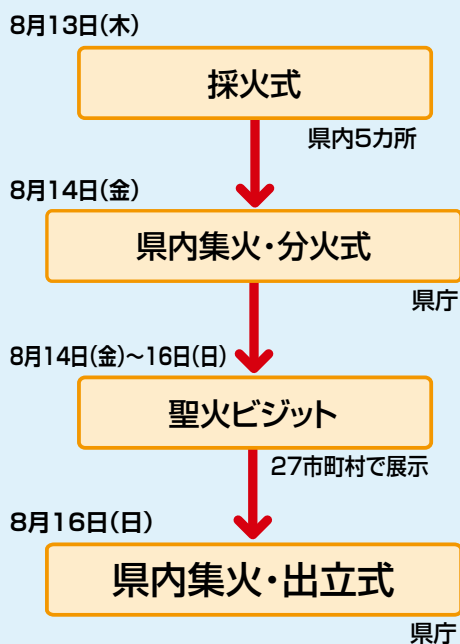 8月13日(木)
採火式
県内5カ所
8月14日(金)
県内集火・分火式
県庁
8月14日(金)～16日(日)
聖火ビジット
27市町村で展示
8月16日(日)
県内集火・出立式
県庁